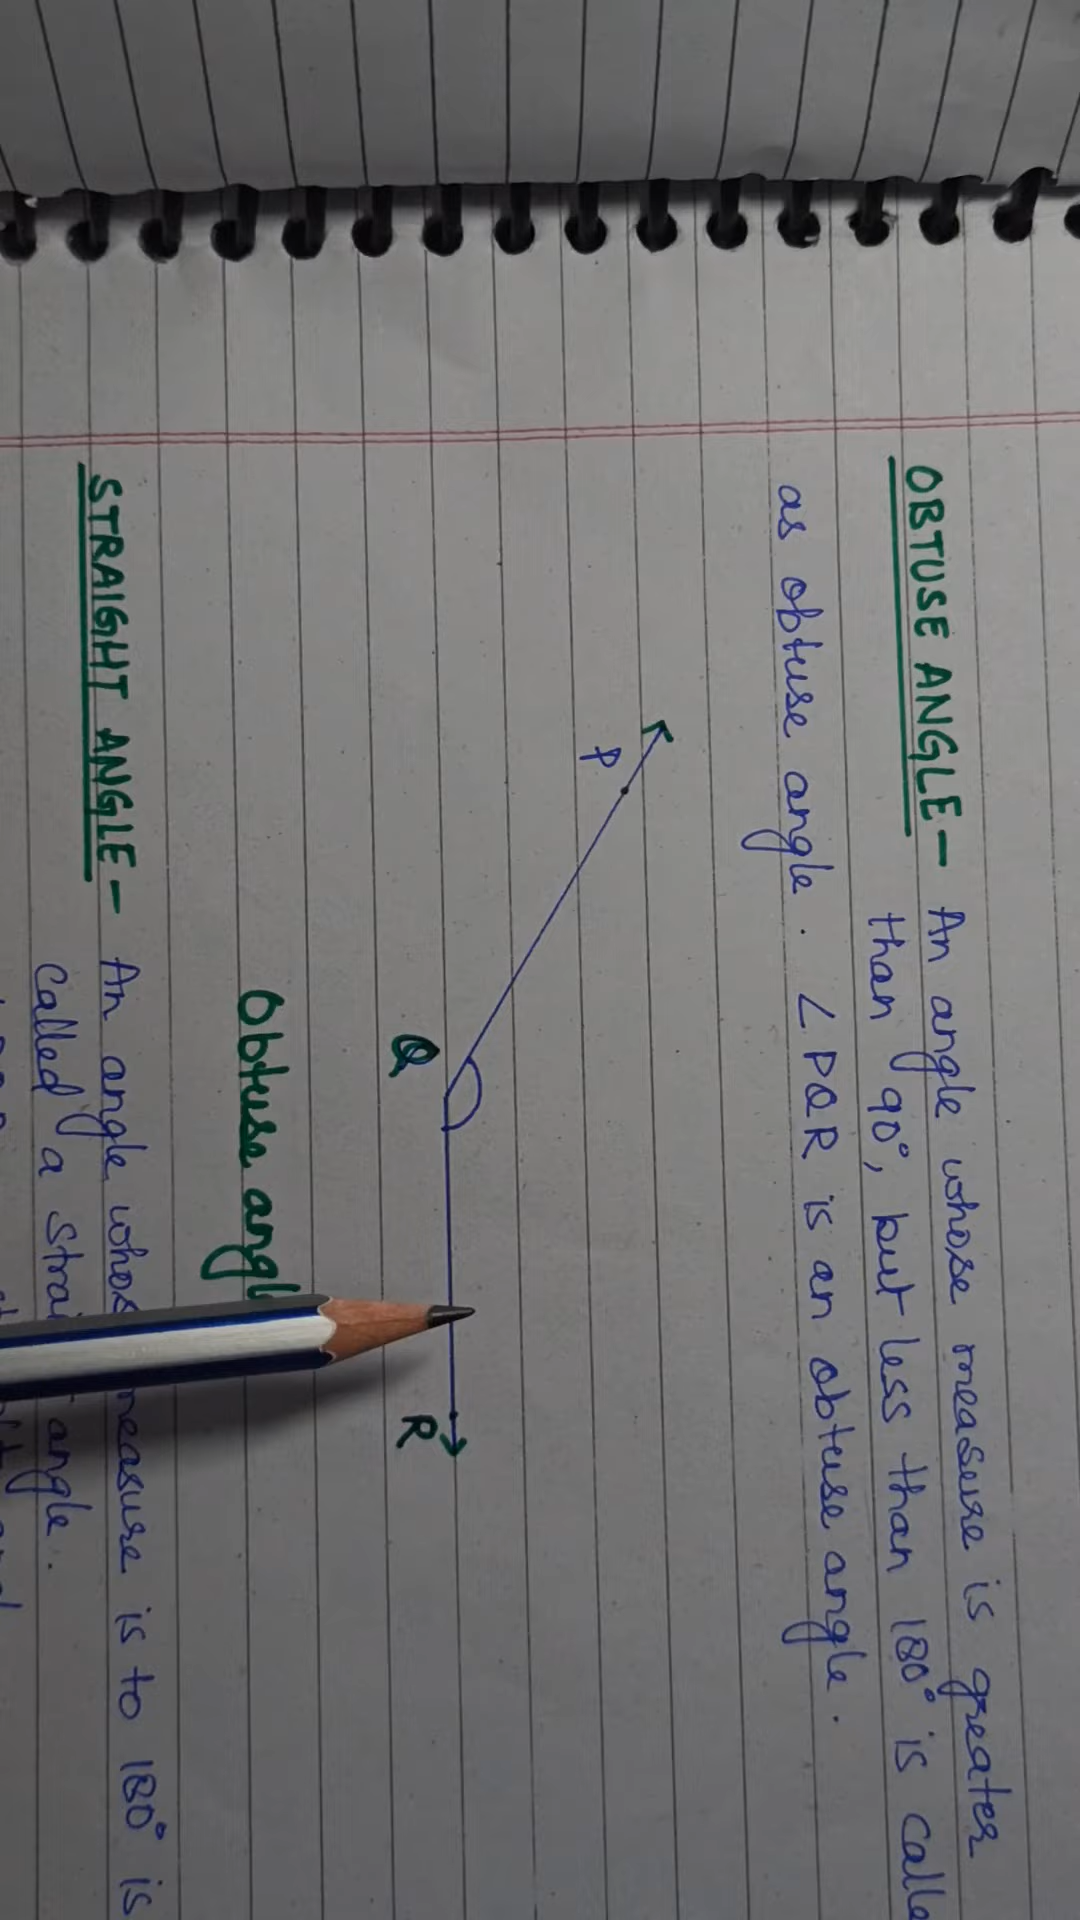 OBTUSE ANGLE- An angle whose measure is greater
than 90°, but less than 180° is calle
as obtuse angle. ∠PQR is an obtuse angle.
P
Q
R
Obtuse angl
STRAIGHT ANGLE- An angle whos measure is to 180° is
called a strai angle.